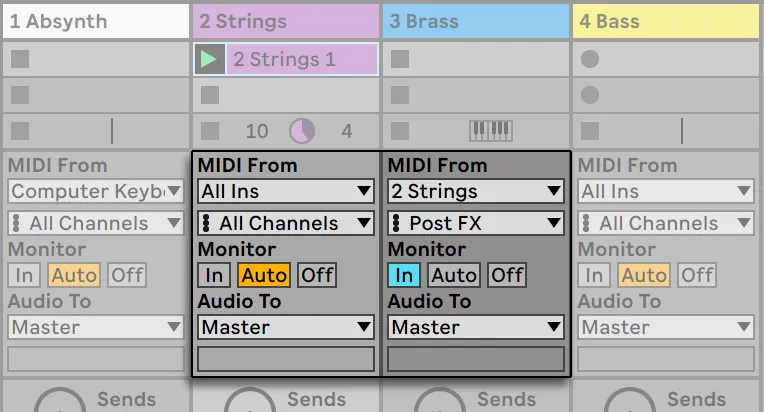 1 Absynth
2 Strings
3 Brass
4 Bass
2 Strings 1
10
4
MIDI From
Computer Keyb
All Channels
Monitor
In Auto Off
Audio To
Master
MIDI From
All Ins
All Channels
Monitor
In Auto Off
Audio To
Master
MIDI From
2 Strings
Post FX
Monitor
In Auto Off
Audio To
Master
MIDI From
All Ins
All Channels
Monitor
In Auto Off
Audio To
Master
Sends
Sends
Sends
Sends